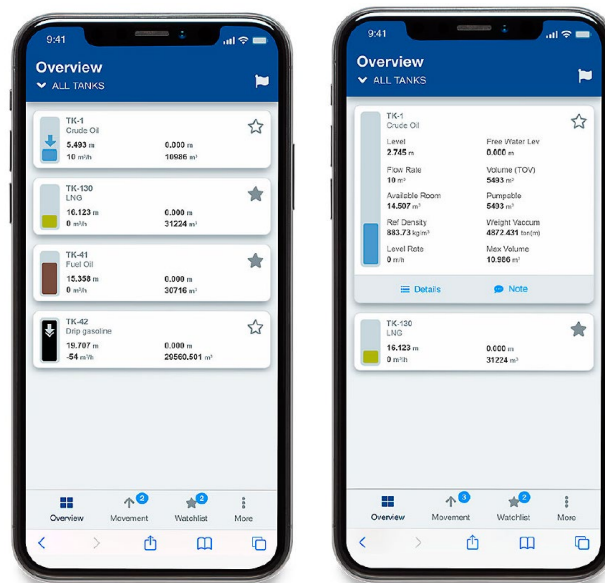 9:41
Overview
ALL TANKS
TK-1
Crude Oil
5.493 m 0.000 m
10 m³/h 10986 m³
TK-130
LNG
16.123 m 0.000 m
0 m³/h 31224 m³
TK-41
Fuel Oil
15.358 m 0.000 m
0 m³/h 30716 m³
TK-42
Drip gasoline
19.707 m 0.000 m
-54 m³/h 29560.501 m³
Overview Movement 2 Watchlist 2 More
9:41
Overview
ALL TANKS
TK-1
Crude Oil
Level Free Water Lev
2.745 m 0.000 m
Flow Rate Volume (TOV)
10 m³ 5493 m³
Available Room Pumpable
14.507 m³ 5493 m³
Ref Density Weight Vaccum
883.73 kg/m³ 4872.431 ton(m)
Level Rate Max Volume
0 m/h 10.986 m³
Details Note
TK-130
LNG
16.123 m 0.000 m
0 m³/h 31224 m³
Overview Movement 3 Watchlist 2 More